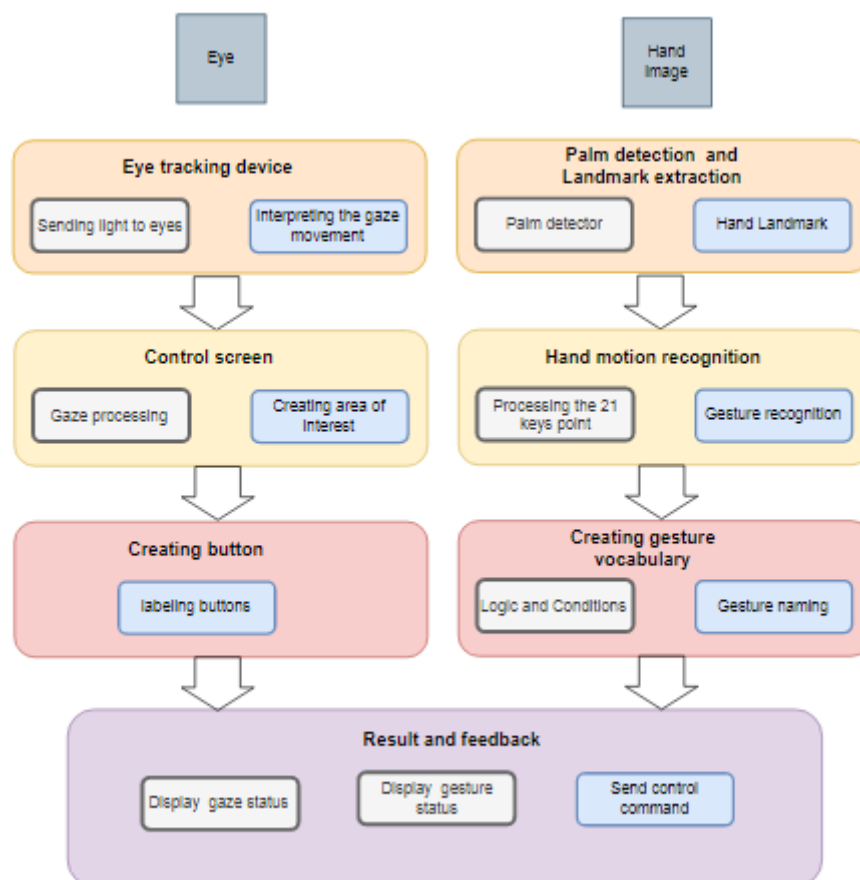 Eye
Hand
Image
Eye tracking device
Sending light to eyes
Interpreting the gaze
movement
Palm detection and
Landmark extraction
Palm detector
Hand Landmark
Control screen
Gaze processing
Creating area of
Interest
Hand motion recognition
Processing the 21
keys point
Gesture recognition
Creating button
labeling buttons
Creating gesture
vocabulary
Logic and Conditions
Gesture naming
Result and feedback
Display gaze status
Display gesture
status
Send control
command